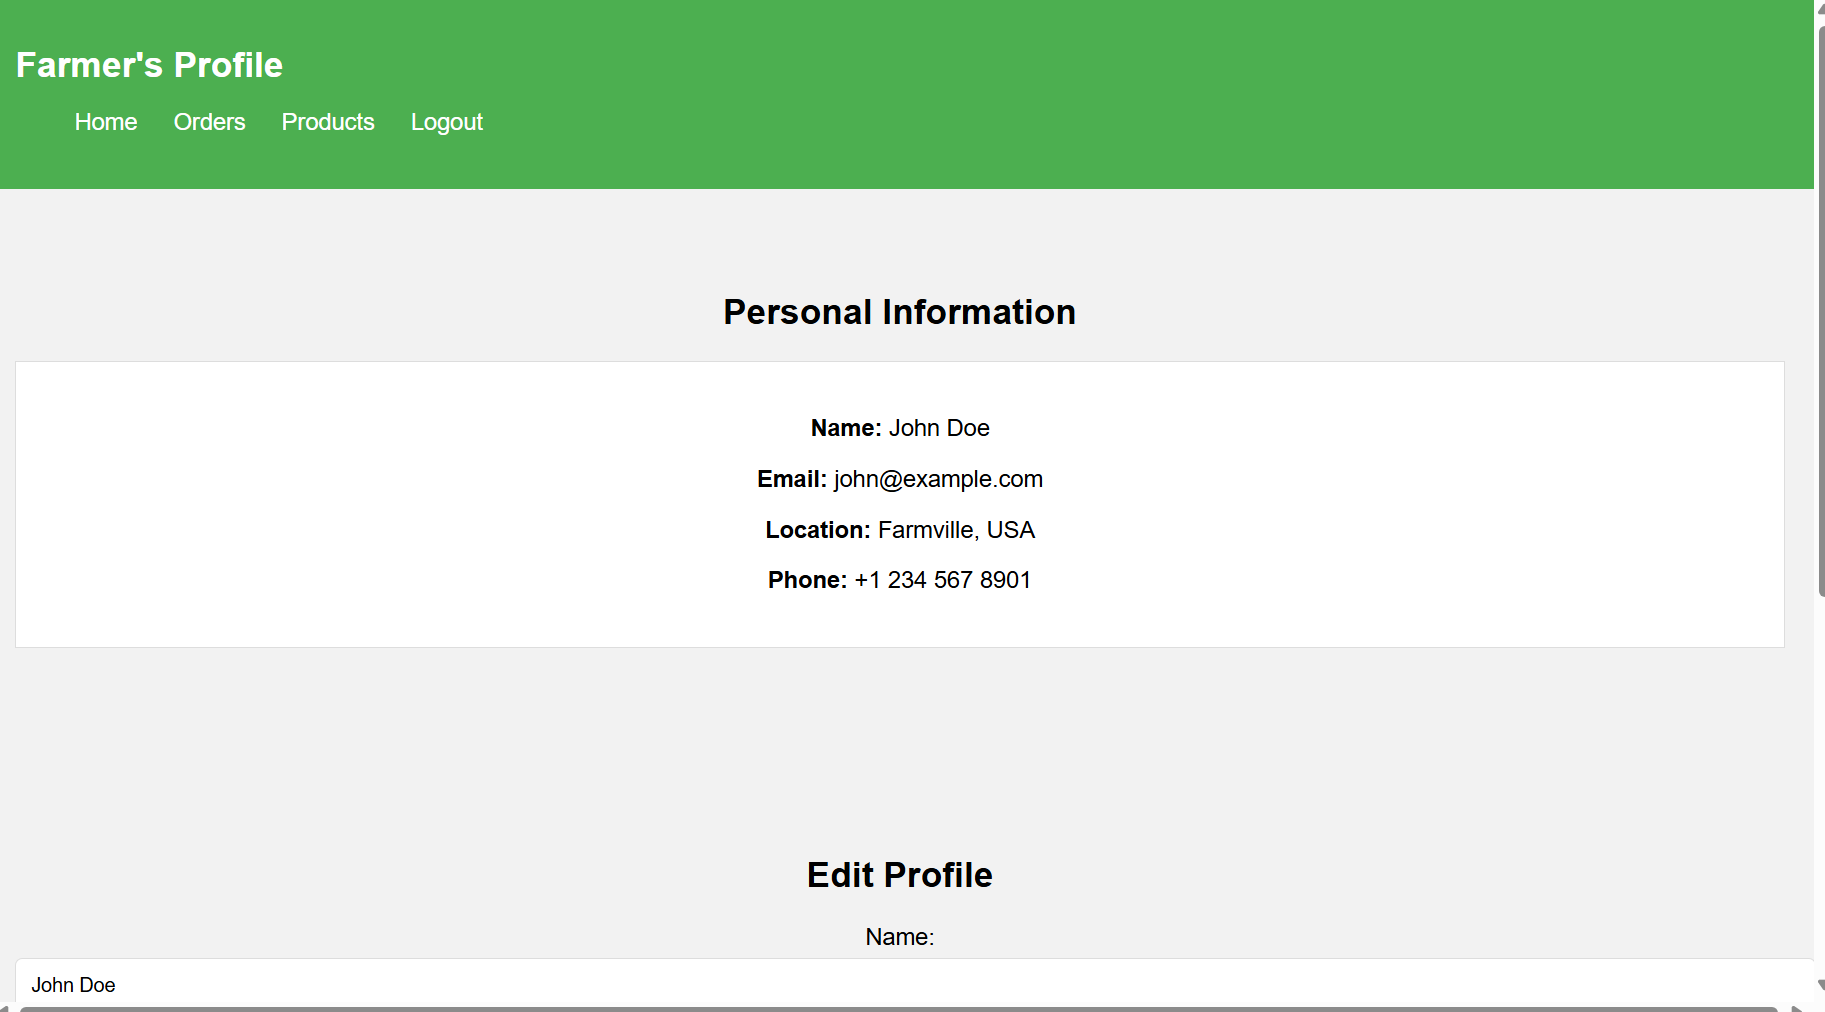 Farmer's Profile
Home Orders Products Logout
Personal Information
Name: John Doe
Email: john@example.com
Location: Farmville, USA
Phone: +1 234 567 8901
Edit Profile
Name:
John Doe